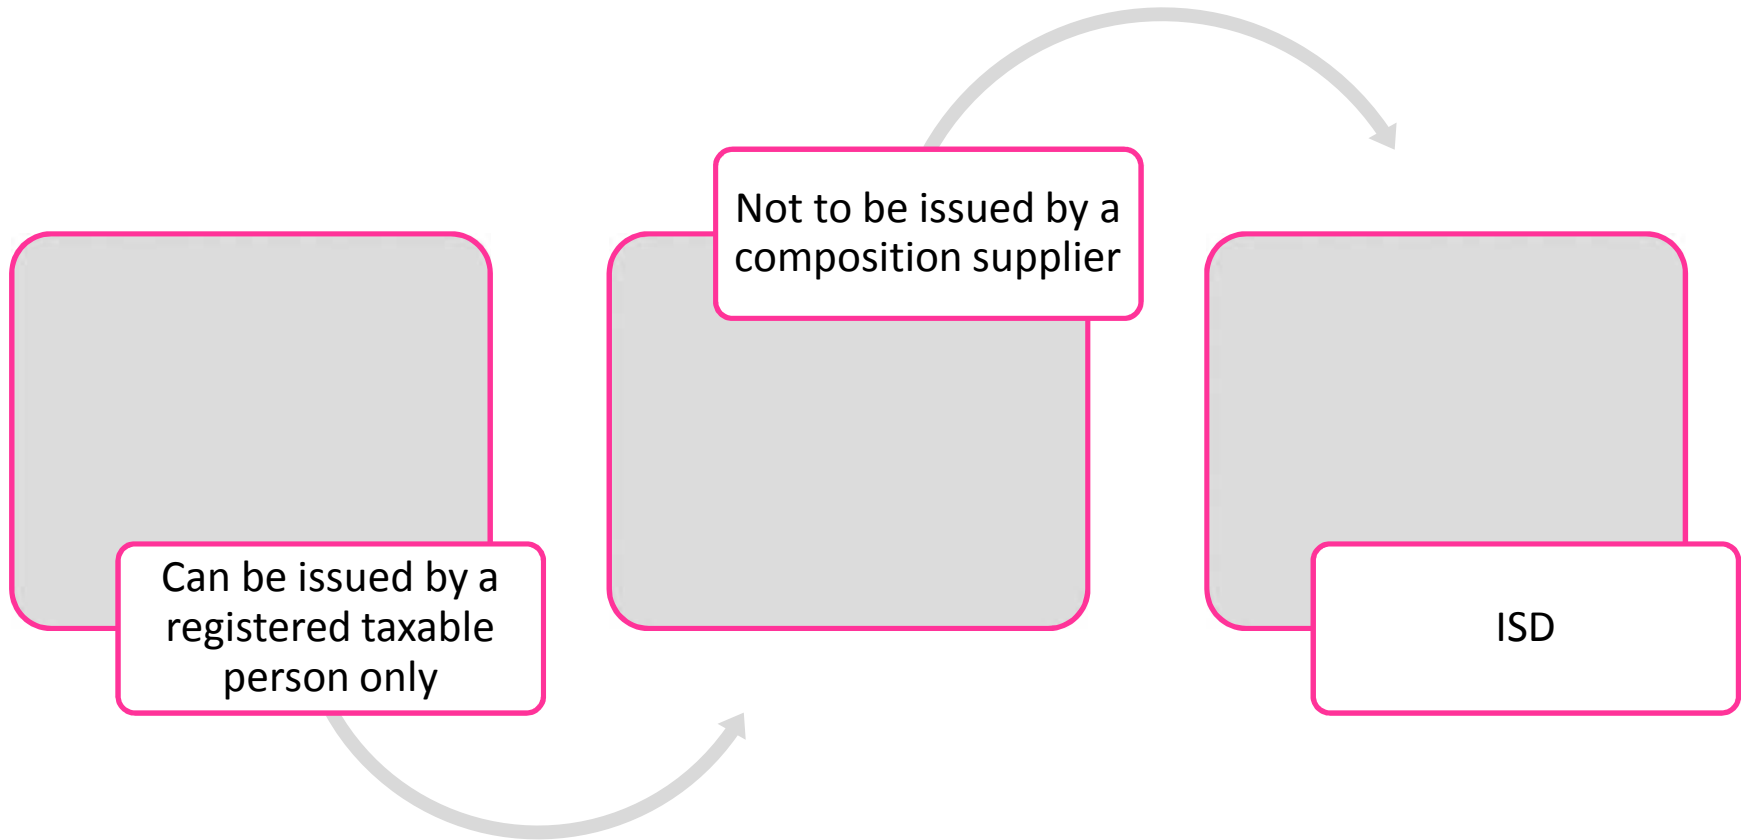 Can be issued by a
registered taxable
person only
Not to be issued by a
composition supplier
ISD